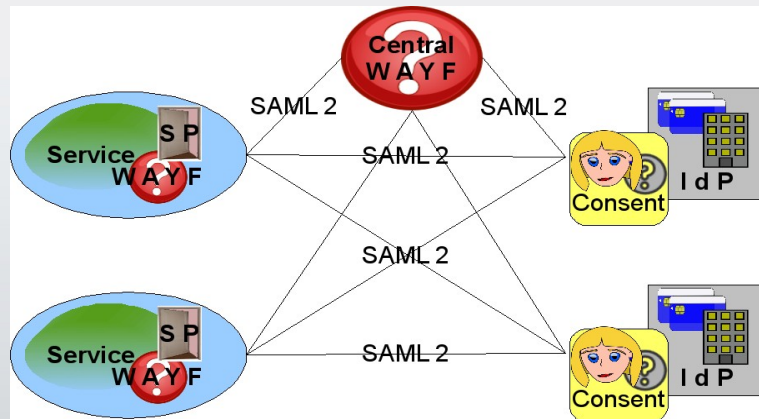 Central
W A Y F
SAML 2
SAML 2
S P
Service
W A Y F
SAML 2
I d P
Consent
SAML 2
S P
Service
W A Y F
SAML 2
I d P
Consent